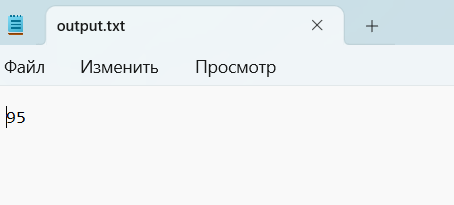 output.txt
Файл Изменить Просмотр
95